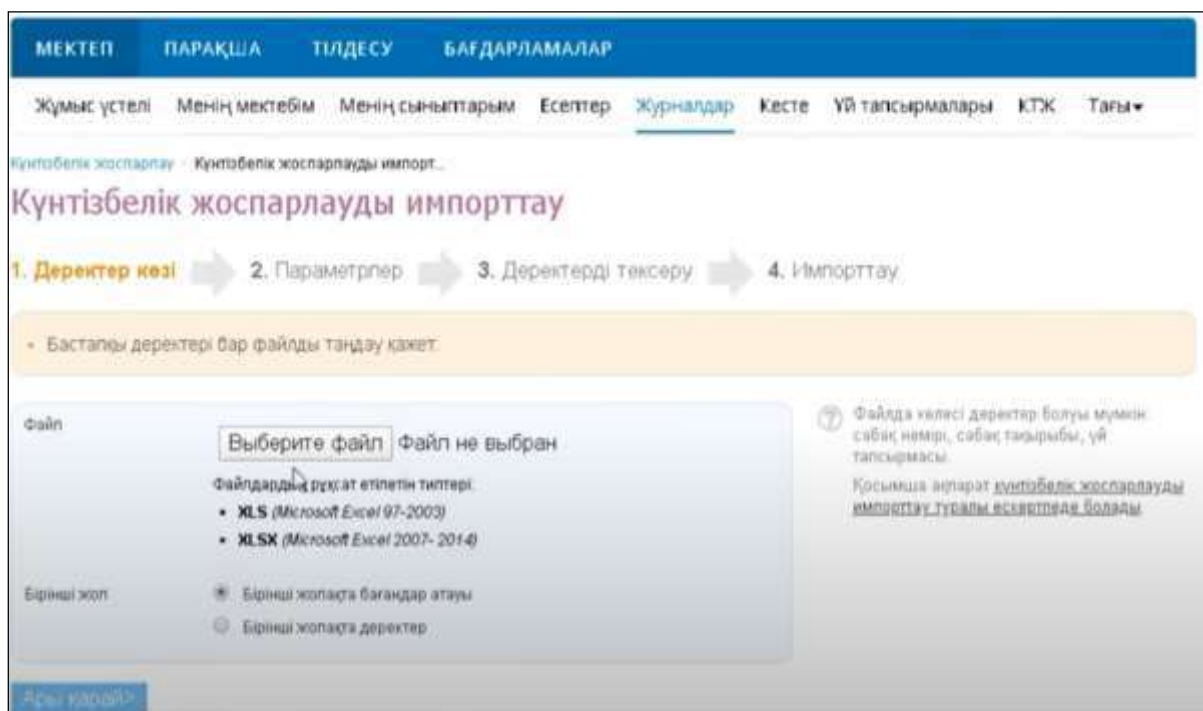 МЕКТЕП ПАРАҚША ТІЛДЕСУ БАҒДАРЛАМАЛАР
Жұмыс үстелі Менің мектебім Менің сыныптарым Есептер Журналдар Кесте Үй тапсырмалары КТЖ Тағы
Күнтізбелік жоспарлау Күнтізбелік жоспарлауды импорт...
Күнтізбелік жоспарлауды импорттау
1. Деректер көзі 2. Параметрлер 3. Деректерді тексеру 4. Импорттау
Бастапқы деректері бар файлды таңдау қажет.
Файл
Выберите файл Файл не выбран
Файлдардың рұқсат етілетін типтері:
• XLS (Microsoft Excel 97-2003)
• XLSX (Microsoft Excel 2007- 2014)
Бірінші жол
Бірінші жолақта бағандар атауы
Бірінші жолақта деректер
Ары қарай>
? Файлда келесі деректер болуы мүмкін:
сабақ нөмірі, сабақ тақырыбы, үй
тапсырмасы.
Қосымша ақпарат күнтізбелік жоспарлауды
импорттау туралы ескертпеде болады